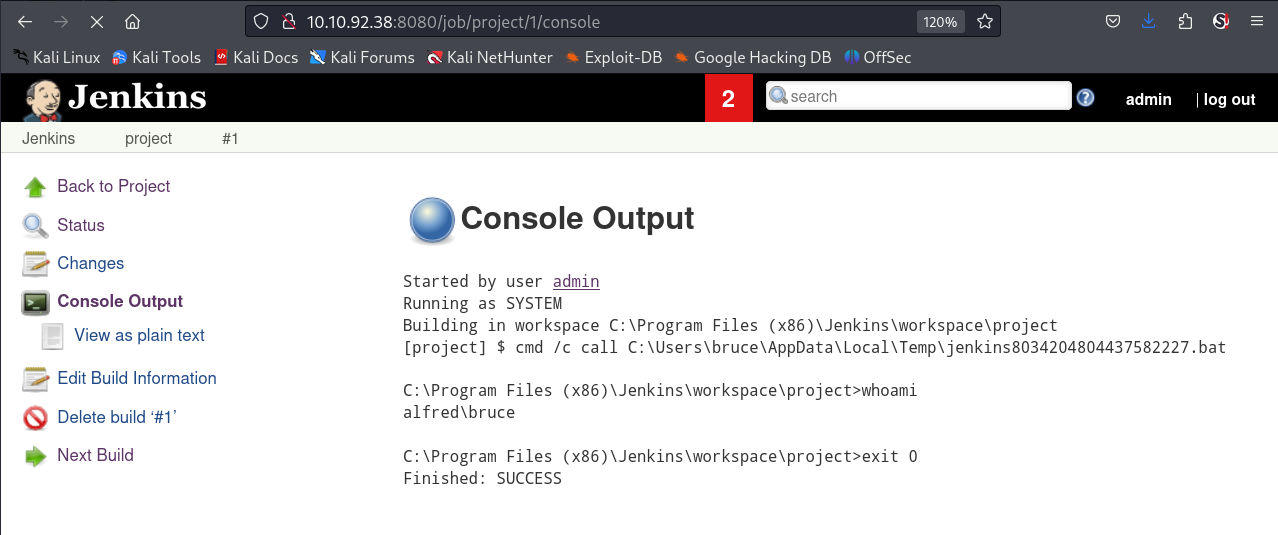 10.10.92.38:8080/job/project/1/console 120%
Kali Linux Kali Tools Kali Docs Kali Forums Kali NetHunter Exploit-DB Google Hacking DB OffSec
Jenkins 2 search admin | log out
Jenkins project #1
Back to Project
Status
Changes
Console Output
View as plain text
Edit Build Information
Delete build ‘#1’
Next Build
Console Output
Started by user admin
Running as SYSTEM
Building in workspace C:\Program Files (x86)\Jenkins\workspace\project
[project] $ cmd /c call C:\Users\bruce\AppData\Local\Temp\jenkins8034204804437582227.bat
C:\Program Files (x86)\Jenkins\workspace\project>whoami
alfred\bruce
C:\Program Files (x86)\Jenkins\workspace\project>exit 0
Finished: SUCCESS